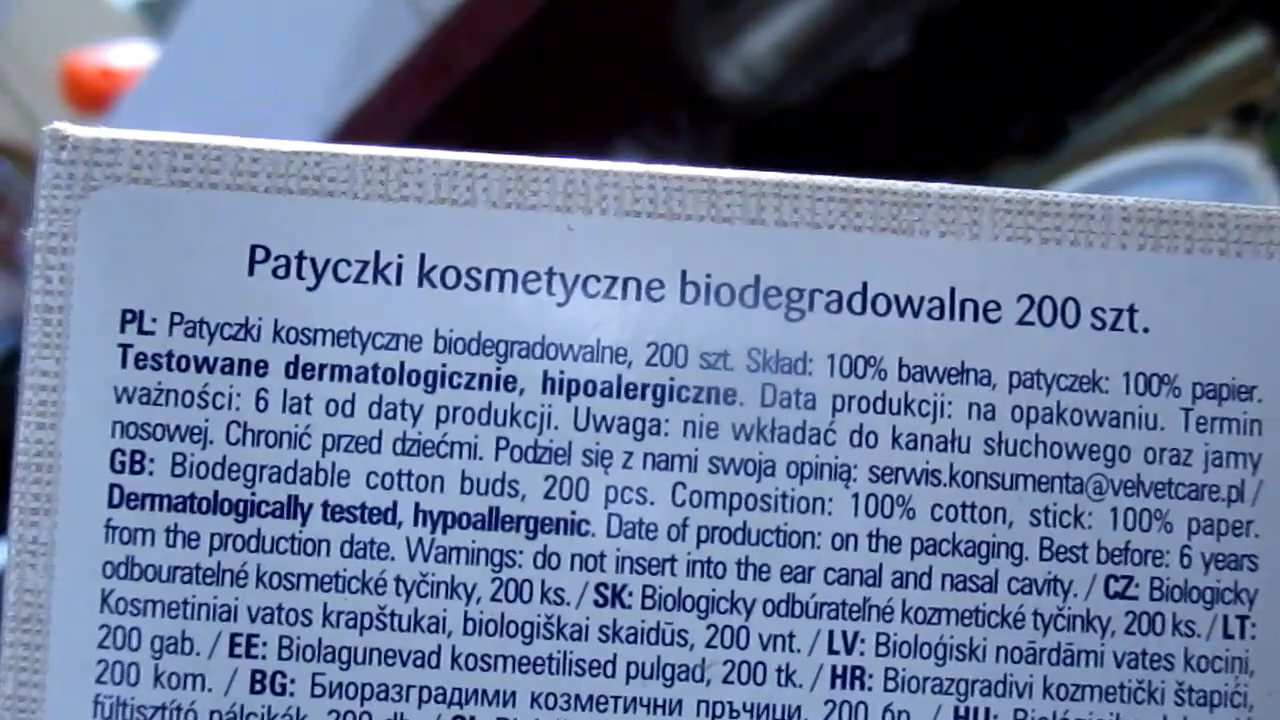 Patyczki kosmetyczne biodegradowalne 200 szt.
PL: Patyczki kosmetyczne biodegradowalne, 200 szt. Skład: 100% bawełna, patyczek: 100% papier.
Testowane dermatologicznie, hipoalergiczne. Data produkcji: na opakowaniu. Termin
ważności: 6 lat od daty produkcji. Uwaga: nie wkładać do kanału słuchowego oraz jamy
nosowej. Chronić przed dziećmi. Podziel się z nami swoją opinią: serwis.konsumenta@velvetcare.pl /
GB: Biodegradable cotton buds, 200 pcs. Composition: 100% cotton, stick: 100% paper.
Dermatologically tested, hypoallergenic. Date of production: on the packaging. Best before: 6 years
from the production date. Warnings: do not insert into the ear canal and nasal cavity. / CZ: Biologicky
odbouratelné kosmetické tyčinky, 200 ks. / SK: Biologicky odbúrateľné kozmetické tyčinky, 200 ks. / LT:
Kosmetiniai vatos krapštukai, biologiškai skaidūs, 200 vnt. / LV: Bioloģiski noārdāmi vates kociņi,
200 gab. / EE: Biolagunevad kosmeetilised pulgad, 200 tk. / HR: Biorazgradivi kozmetički štapići,
200 kom. / BG: Биоразградими козметични пръчици, 200 бр. / HU:
fültisztító pálcikák, 200 db. /